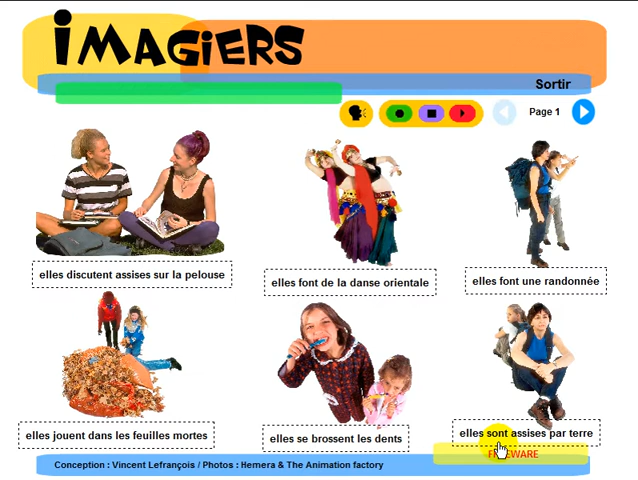 iMAGiERS
Sortir
Page 1
elles discutent assises sur la pelouse
elles font de la danse orientale
elles font une randonnée
elles jouent dans les feuilles mortes
elles se brossent les dents
elles sont assises par terre
FREEWARE
Conception : Vincent Lefrançois / Photos : Hemera & The Animation factory